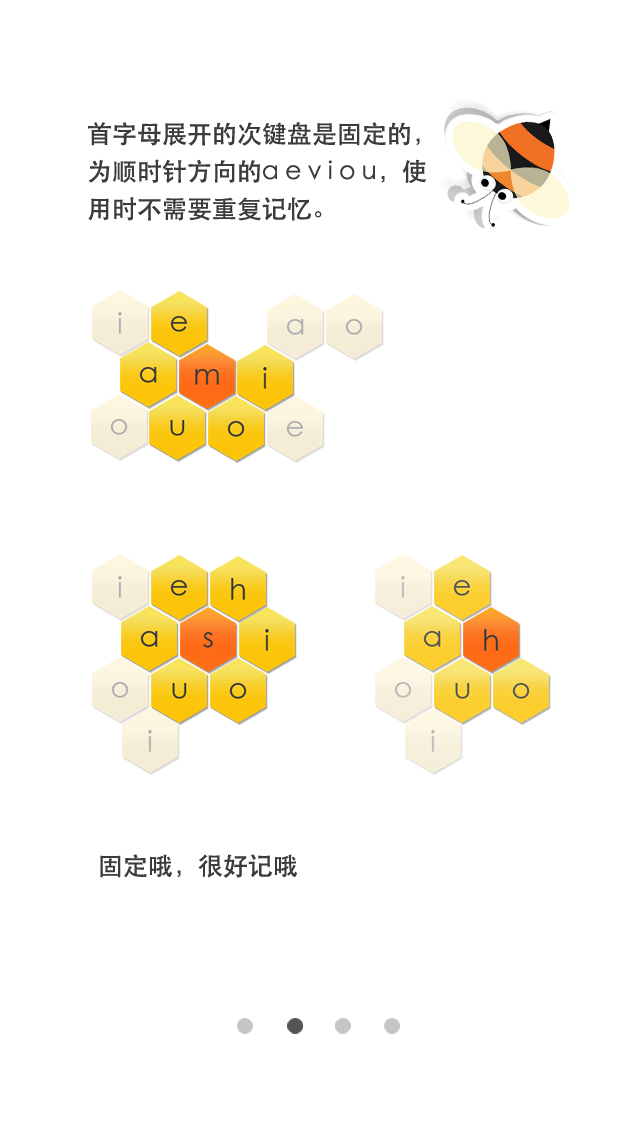 首字母展开的次键盘是固定的，
为顺时针方向的aeviou，使
用时不需要重复记忆。
i e a o
a m i
o u o e
i e h
a s i
o u o
i
i e
a h
o u o
i
固定哦，很好记哦